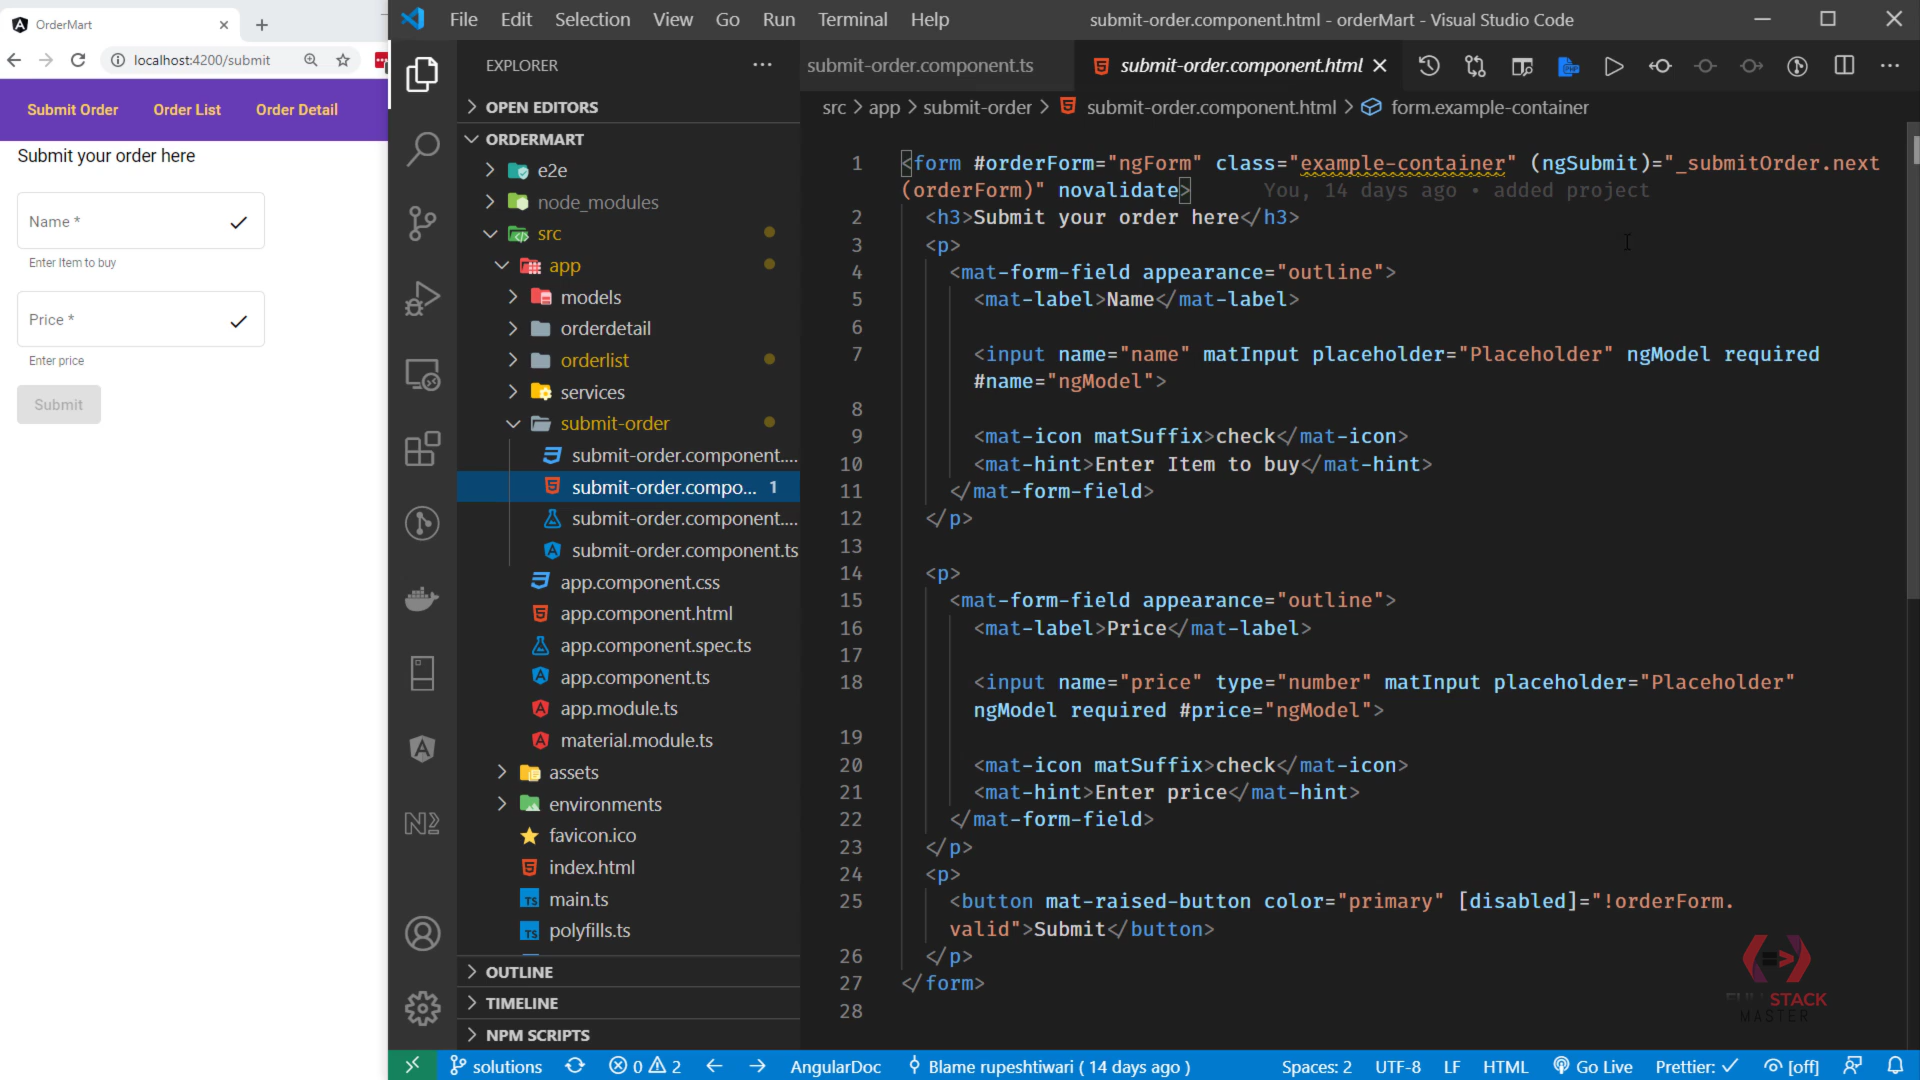 OrderMart
localhost:4200/submit
Submit Order
Order List
Order Detail
Submit your order here
Name *
Enter Item to buy
Price *
Enter price
Submit
File
Edit
Selection
View
Go
Run
Terminal
Help
submit-order.component.html - orderMart - Visual Studio Code
EXPLORER
OPEN EDITORS
ORDERMART
e2e
node_modules
src
app
models
orderdetail
orderlist
services
submit-order
submit-order.component....
submit-order.compo... 1
submit-order.component....
submit-order.component.ts
app.component.css
app.component.html
app.component.spec.ts
app.component.ts
app.module.ts
material.module.ts
assets
environments
favicon.ico
index.html
main.ts
polyfills.ts
OUTLINE
TIMELINE
NPM SCRIPTS
submit-order.component.ts
submit-order.component.html
src > app > submit-order > submit-order.component.html > form.example-container
1 <form #orderForm="ngForm" class="example-container" (ngSubmit)="_submitOrder.next
(orderForm)" novalidate> You, 14 days ago • added project
2 <h3>Submit your order here</h3>
3 <p>
4 <mat-form-field appearance="outline">
5 <mat-label>Name</mat-label>
6
7 <input name="name" matInput placeholder="Placeholder" ngModel required
#name="ngModel">
8
9 <mat-icon matSuffix>check</mat-icon>
10 <mat-hint>Enter Item to buy</mat-hint>
11 </mat-form-field>
12 </p>
13
14 <p>
15 <mat-form-field appearance="outline">
16 <mat-label>Price</mat-label>
17
18 <input name="price" type="number" matInput placeholder="Placeholder"
ngModel required #price="ngModel">
19
20 <mat-icon matSuffix>check</mat-icon>
21 <mat-hint>Enter price</mat-hint>
22 </mat-form-field>
23 </p>
24 <p>
25 <button mat-raised-button color="primary" [disabled]="!orderForm.
valid">Submit</button>
26 </p>
27 </form>
28
FULL STACK
MASTER
solutions
0
2
AngularDoc
Blame rupeshtiwari ( 14 days ago )
Spaces: 2
UTF-8
LF
HTML
Go Live
Prettier: ✓
[off]